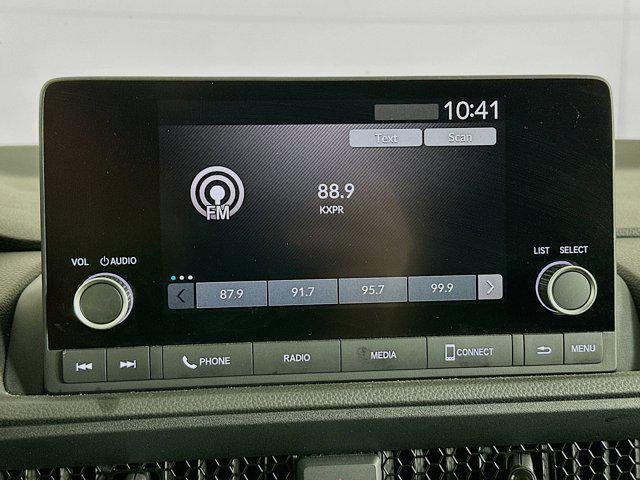 10:41
Text Scan
88.9
FM
KXPR
VOL AUDIO
LIST SELECT
87.9 91.7 95.7 99.9
PHONE RADIO MEDIA CONNECT MENU